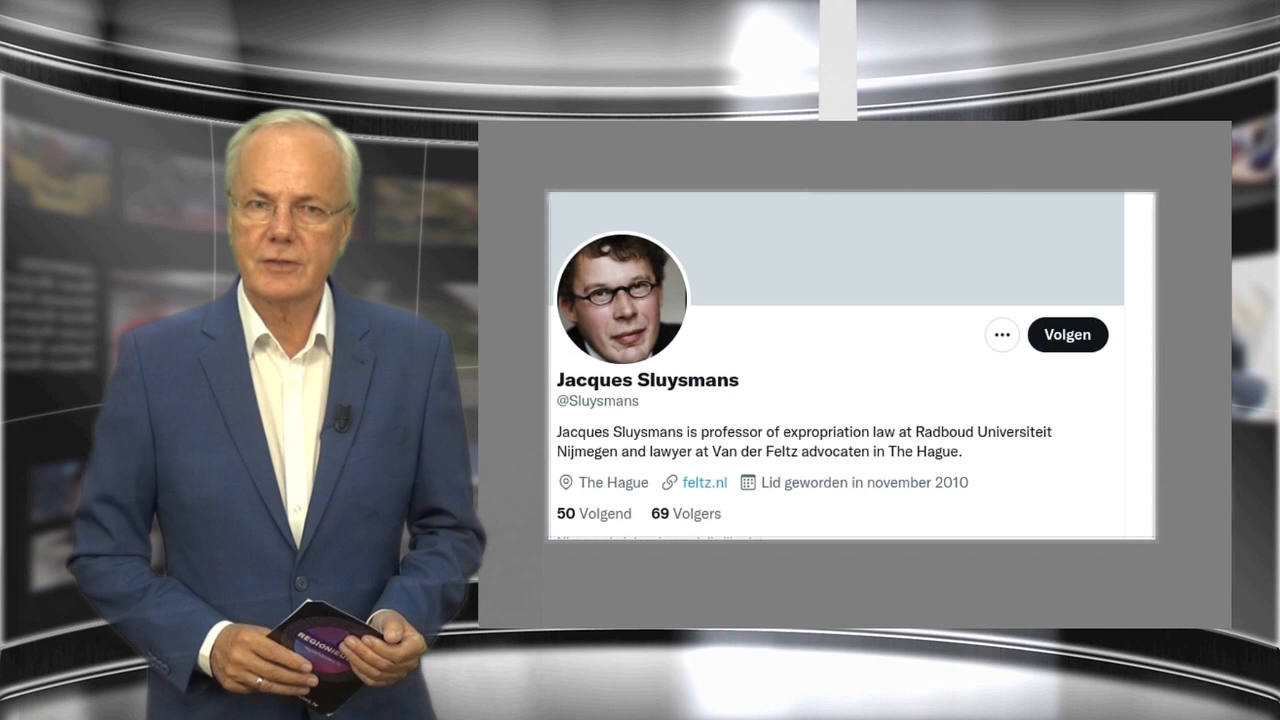 Jacques Sluysmans
@Sluysmans
Jacques Sluysmans is professor of expropriation law at Radboud Universiteit
Nijmegen and lawyer at Van der Feltz advocaten in The Hague.
The Hague feltz.nl Lid geworden in november 2010
50 Volgend 69 Volgers
Volgen